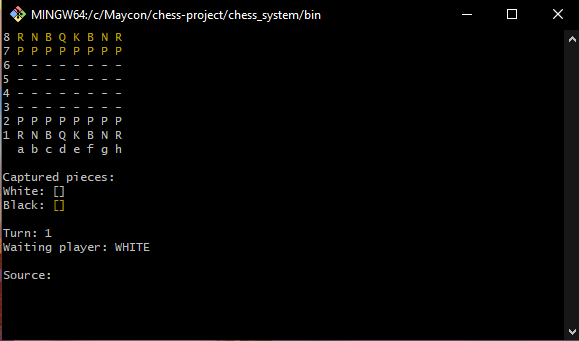 MINGW64:/c/Maycon/chess-project/chess_system/bin
8 R N B Q K B N R
7 P P P P P P P P
6 - - - - - - - -
5 - - - - - - - -
4 - - - - - - - -
3 - - - - - - - -
2 P P P P P P P P
1 R N B Q K B N R
a b c d e f g h
Captured pieces:
White: []
Black: []
Turn: 1
Waiting player: WHITE
Source: